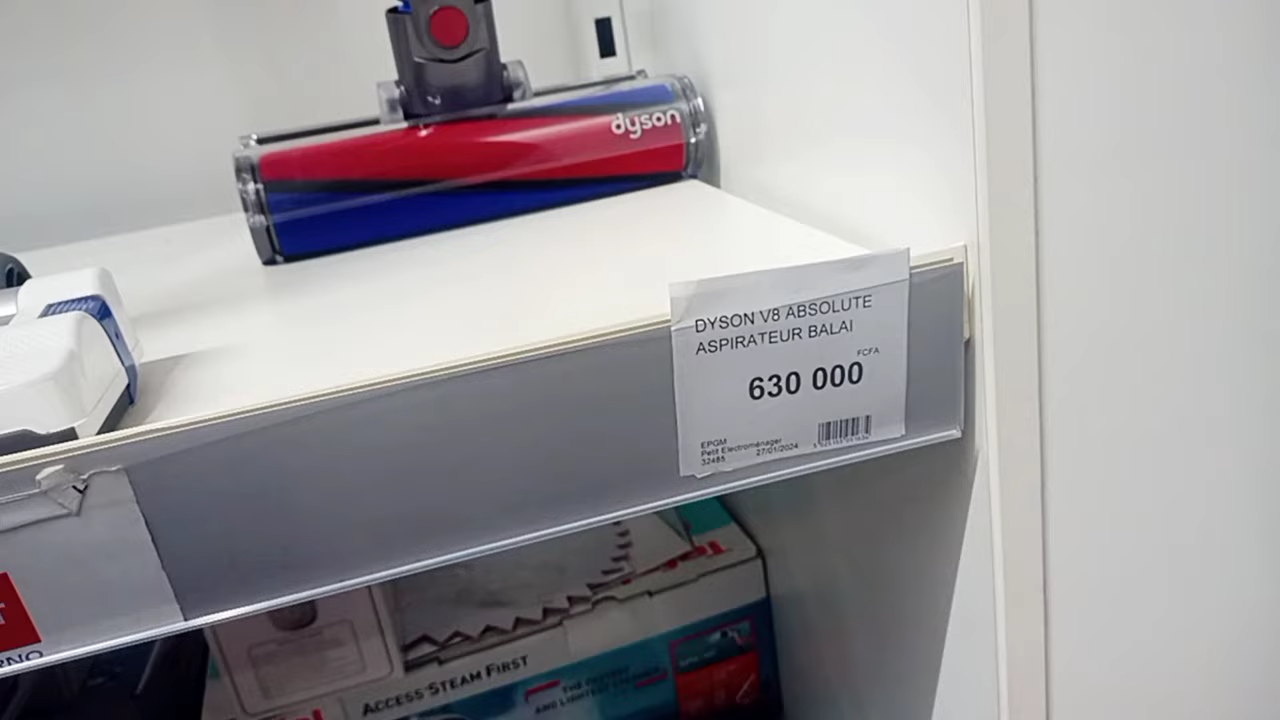 dyson
DYSON V8 ABSOLUTE
ASPIRATEUR BALAI
FCFA
630 000
EPGM
Petit Electroménager
32485 27/01/2024
ACCESS STEAM FIRST